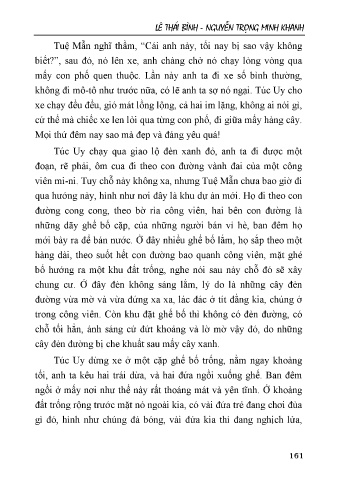 LÊ THÁI BÌNH - NGUYỄN TRỌNG MINH KHANH
Tuệ Mẫn nghĩ thầm, “Cái anh này, tối nay bị sao vậy không
biết?”, sau đó, nó lên xe, anh chàng chở nó chạy lòng vòng qua
mấy con phố quen thuộc. Lần này anh ta đi xe số bình thường,
không đi mô-tô như trước nữa, có lẽ anh ta sợ nó ngại. Túc Uy cho
xe chạy đều đều, gió mát lồng lộng, cả hai im lặng, không ai nói gì,
cứ thế mà chiếc xe len lỏi qua từng con phố, đi giữa mấy hàng cây.
Mọi thứ đêm nay sao mà đẹp và đáng yêu quá!
Túc Uy chạy qua giao lộ đèn xanh đỏ, anh ta đi được một
đoạn, rẽ phải, ôm cua đi theo con đường vành đai của một công
viên mi-ni. Tuy chỗ này không xa, nhưng Tuệ Mẫn chưa bao giờ đi
qua hướng này, hình như nơi đây là khu dự án mới. Họ đi theo con
đường cong cong, theo bờ rìa công viên, hai bên con đường là
những dãy ghế bố cặp, của những người bán ví hè, ban đêm họ
mới bày ra để bán nước. Ở đây nhiều ghế bố lắm, họ sắp theo một
hàng dài, theo suốt hết con đường bao quanh công viên, mặt ghế
bố hướng ra một khu đất trống, nghe nói sau này chỗ đó sẽ xây
chung cư. Ở đây đèn không sáng lắm, lý do là những cây đèn
đường vừa mờ và vừa đứng xa xa, lác đác ở tít đằng kia, chúng ở
trong công viên. Còn khu đặt ghế bố thì không có đèn đường, có
chỗ tối hẳn, ánh sáng cứ đứt khoảng và lờ mờ vậy đó, do những
cây đèn đường bị che khuất sau mấy cây xanh.
Túc Uy dừng xe ở một cặp ghế bố trống, nằm ngay khoảng
tối, anh ta kêu hai trái dừa, và hai đứa ngồi xuống ghế. Ban đêm
ngồi ở mấy nơi như thế này rất thoáng mát và yên tĩnh. Ở khoảng
đất trống rộng trước mặt nó ngoài kia, có vài đứa trẻ đang chơi đùa
gì đó, hình như chúng đá bóng, vài đứa kia thì đang nghịch lửa,
161